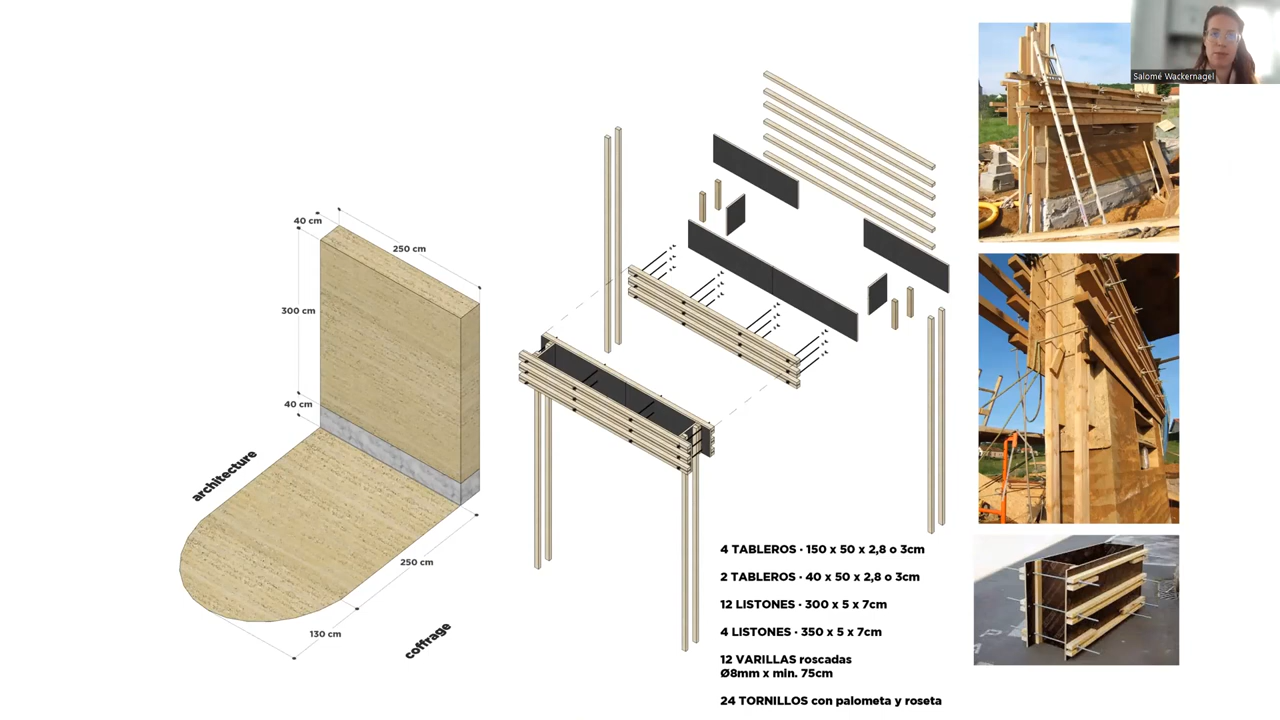 Salomé Wackernagel
40 cm
250 cm
300 cm
40 cm
architecture
250 cm
130 cm
coffrage
4 TABLEROS · 150 x 50 x 2,8 o 3cm
2 TABLEROS · 40 x 50 x 2,8 o 3cm
12 LISTONES · 300 x 5 x 7cm
4 LISTONES · 350 x 5 x 7cm
12 VARILLAS roscadas
Ø8mm x min. 75cm
24 TORNILLOS con palometa y roseta